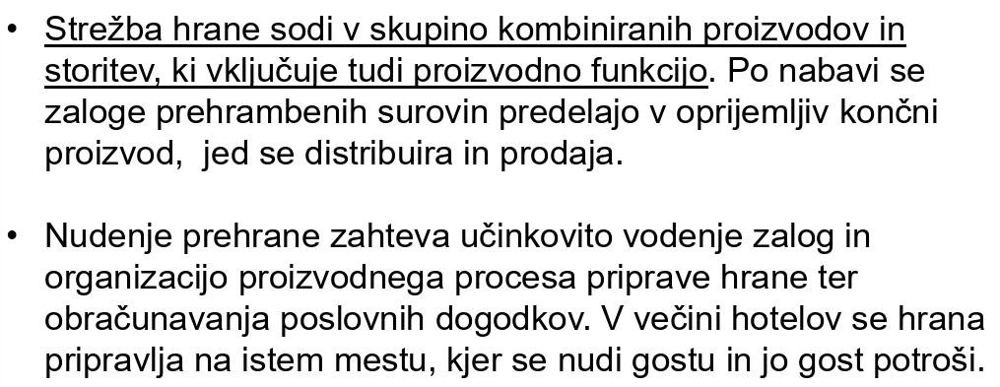 • Strežba hrane sodi v skupino kombiniranih proizvodov in
storitev, ki vključuje tudi proizvodno funkcijo. Po nabavi se
zaloge prehrambenih surovin predelajo v oprijemljiv končni
proizvod,  jed se distribuira in prodaja.
• Nudenje prehrane zahteva učinkovito vodenje zalog in
organizacijo proizvodnega procesa priprave hrane ter
obračunavanja poslovnih dogodkov. V večini hotelov se hrana
pripravlja na istem mestu, kjer se nudi gostu in jo gost potroši.